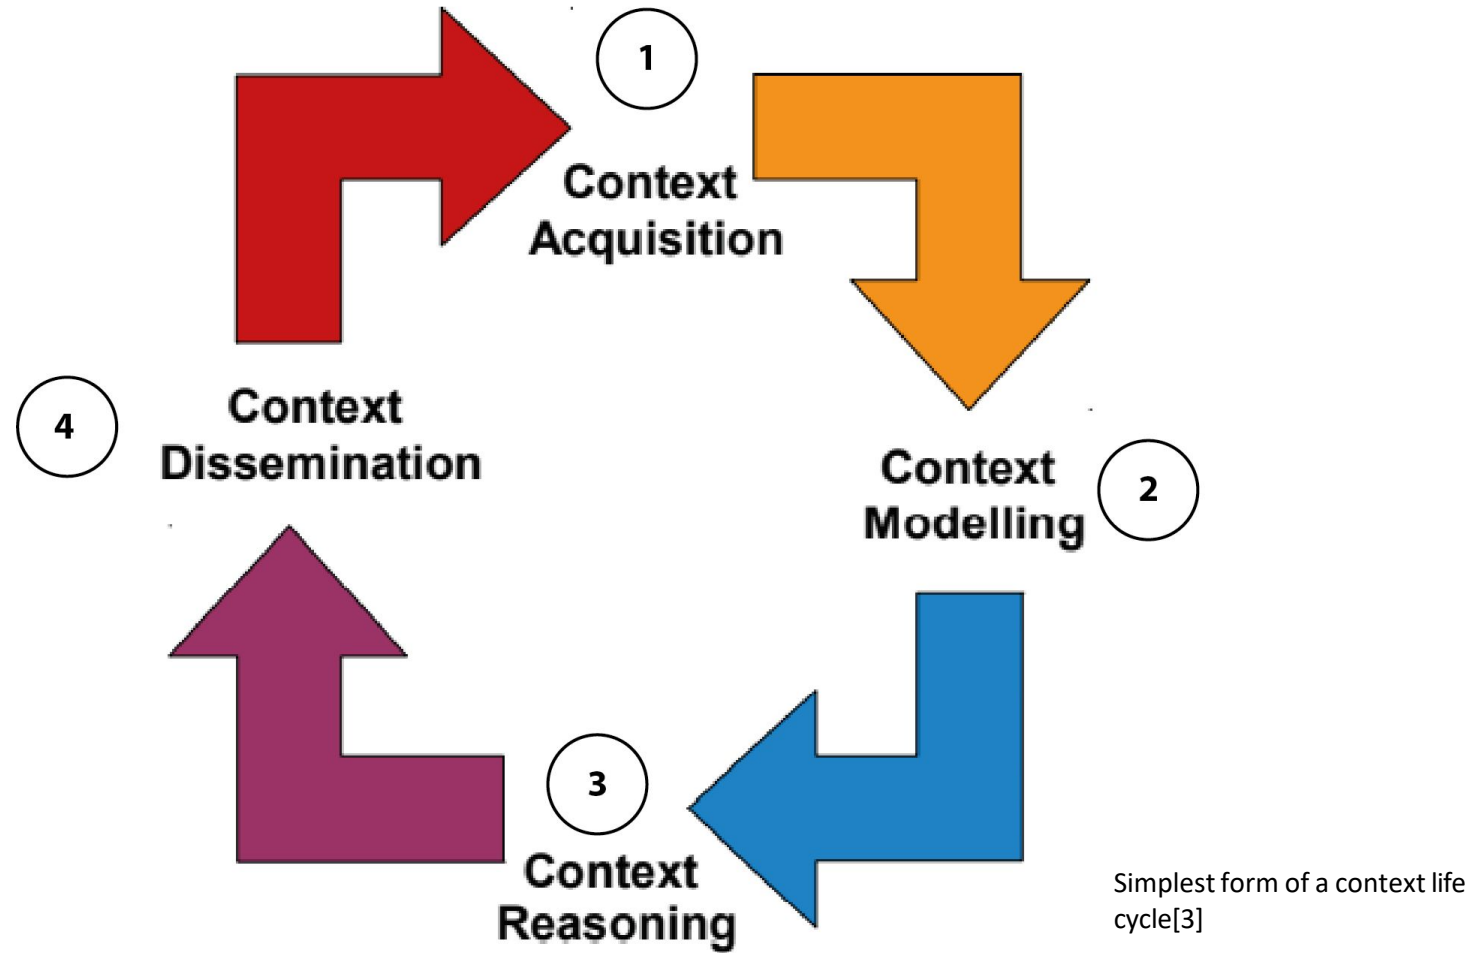 1
Context
Acquisition
2
Context
Modelling
3
Context
Reasoning
4
Context
Dissemination
Simplest form of a context life
cycle[3]